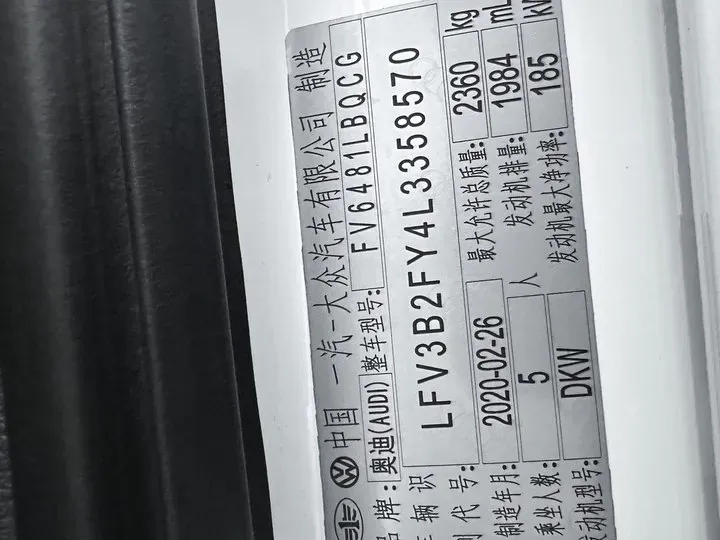 中国 一汽-大众汽车有限公司 制造
品牌:奥迪(AUDI) 整车型号: FV6481LBQCG
车辆识 LFV3B2FY4L3358570
代号:
制造年月: 2020-02-26 最大允许总质量: 2360 kg
乘坐人数: 5 人 发动机排量: 1984 mL
发动机型号: DKW 发动机最大净功率: 185 kW